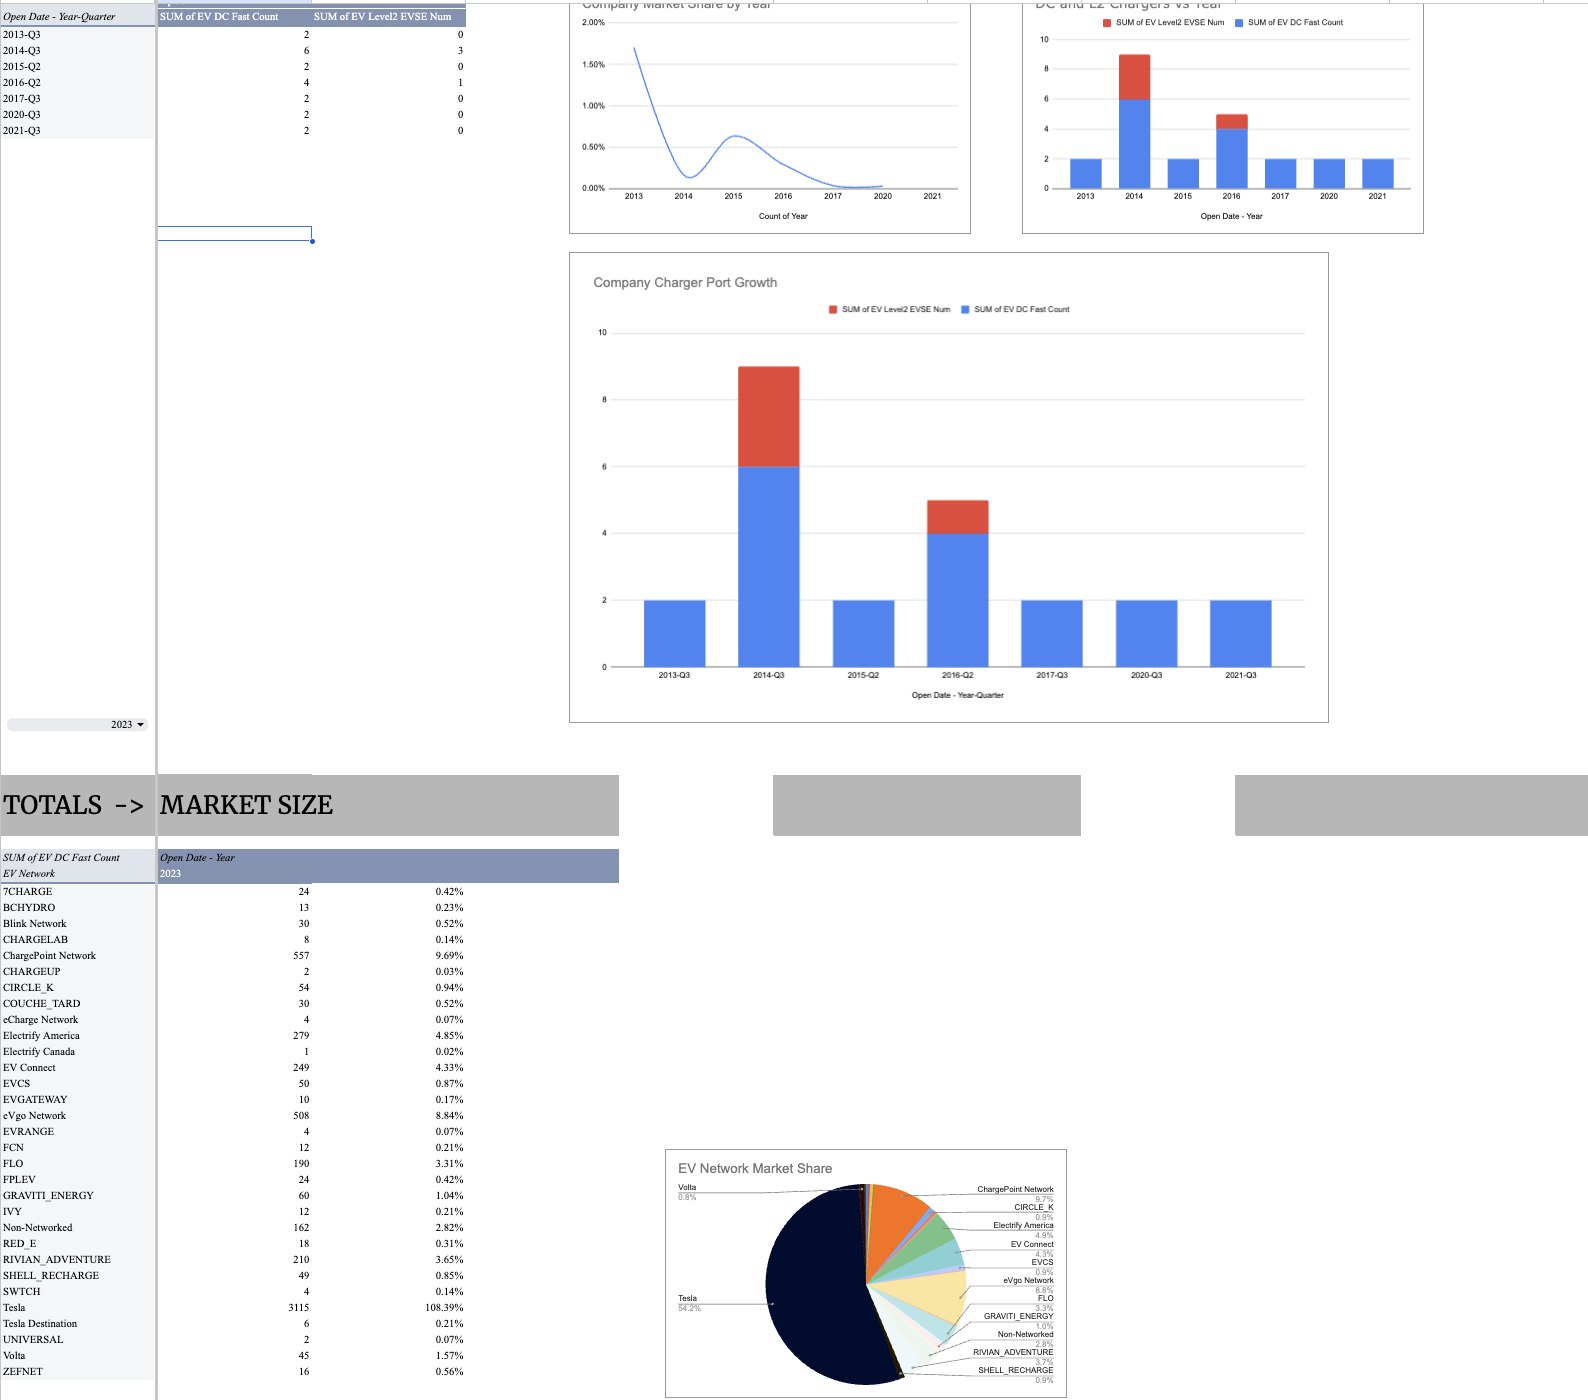 Open Date - Year-Quarter SUM of EV DC Fast Count SUM of EV Level2 EVSE Num
2013-Q3 2 0
2014-Q3 6 3
2015-Q2 2 0
2016-Q2 4 1
2017-Q3 2 0
2020-Q3 2 0
2021-Q3 2 0
Company Market Share by Year
2.00%
1.50%
1.00%
0.50%
0.00%
2013 2014 2015 2016 2017 2020 2021
Count of Year
DC and L2 Chargers Vs Year
SUM of EV Level2 EVSE Num SUM of EV DC Fast Count
10
8
6
4
2
0
2013 2014 2015 2016 2017 2020 2021
Open Date - Year
Company Charger Port Growth
SUM of EV Level2 EVSE Num SUM of EV DC Fast Count
10
8
6
4
2
0
2013-Q3 2014-Q3 2015-Q2 2016-Q2 2017-Q3 2020-Q3 2021-Q3
Open Date - Year-Quarter
2023
TOTALS -> MARKET SIZE
SUM of EV DC Fast Count Open Date - Year
EV Network 2023
7CHARGE 24 0.42%
BCHYDRO 13 0.23%
Blink Network 30 0.52%
CHARGELAB 8 0.14%
ChargePoint Network 557 9.69%
CHARGEUP 2 0.03%
CIRCLE_K 54 0.94%
COUCHE_TARD 30 0.52%
eCharge Network 4 0.07%
Electrify America 279 4.85%
Electrify Canada 1 0.02%
EV Connect 249 4.33%
EVCS 50 0.87%
EVGATEWAY 10 0.17%
eVgo Network 508 8.84%
EVRANGE 4 0.07%
FCN 12 0.21%
FLO 190 3.31%
FPLEV 24 0.42%
GRAVITI_ENERGY 60 1.04%
IVY 12 0.21%
Non-Networked 162 2.82%
RED_E 18 0.31%
RIVIAN_ADVENTURE 210 3.65%
SHELL_RECHARGE 49 0.85%
SWTCH 4 0.14%
Tesla 3115 108.39%
Tesla Destination 6 0.21%
UNIVERSAL 2 0.07%
Volta 45 1.57%
ZEFNET 16 0.56%
EV Network Market Share
Volta
0.8%
Tesla
54.2%
ChargePoint Network
9.7%
CIRCLE_K
0.9%
Electrify America
4.9%
EV Connect
4.3%
EVCS
0.9%
eVgo Network
8.8%
FLO
3.3%
GRAVITI_ENERGY
1.0%
Non-Networked
2.8%
RIVIAN_ADVENTURE
3.7%
SHELL_RECHARGE
0.9%